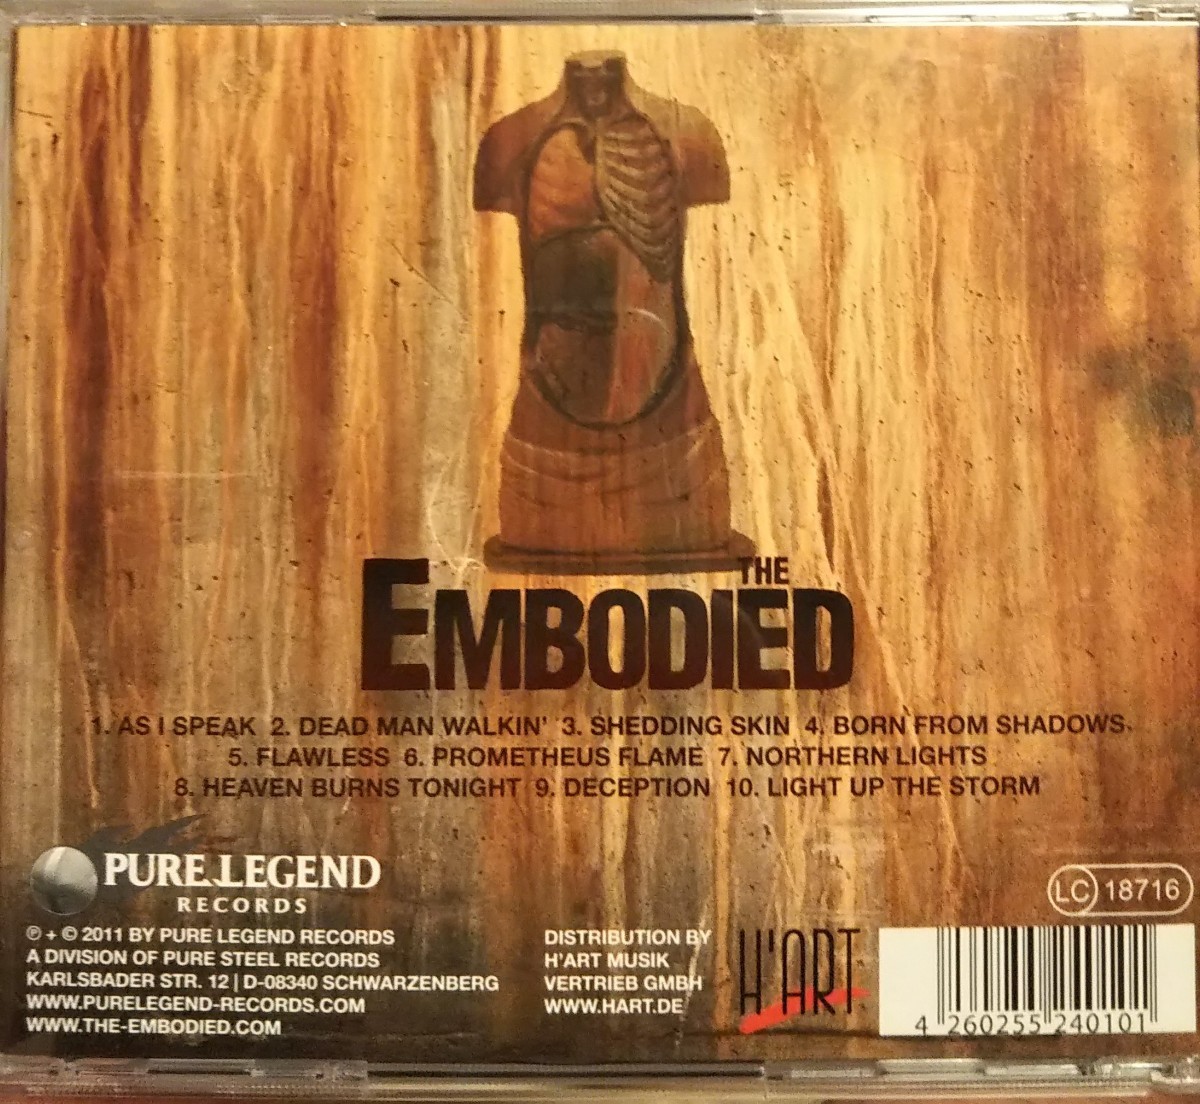 THE
EMBODIED
1. AS I SPEAK 2. DEAD MAN WALKIN' 3. SHEDDING SKIN 4. BORN FROM SHADOWS
5. FLAWLESS 6. PROMETHEUS FLAME 7. NORTHERN LIGHTS
8. HEAVEN BURNS TONIGHT 9. DECEPTION 10. LIGHT UP THE STORM
PURE LEGEND
RECORDS
℗ + © 2011 BY PURE LEGEND RECORDS
A DIVISION OF PURE STEEL RECORDS
KARLSBADER STR. 12 | D-08340 SCHWARZENBERG
WWW.PURELEGEND-RECORDS.COM
WWW.THE-EMBODIED.COM
DISTRIBUTION BY
H'ART MUSIK
VERTRIEB GMBH
WWW.HART.DE
H'ART
LC 18716
4 260255 240101